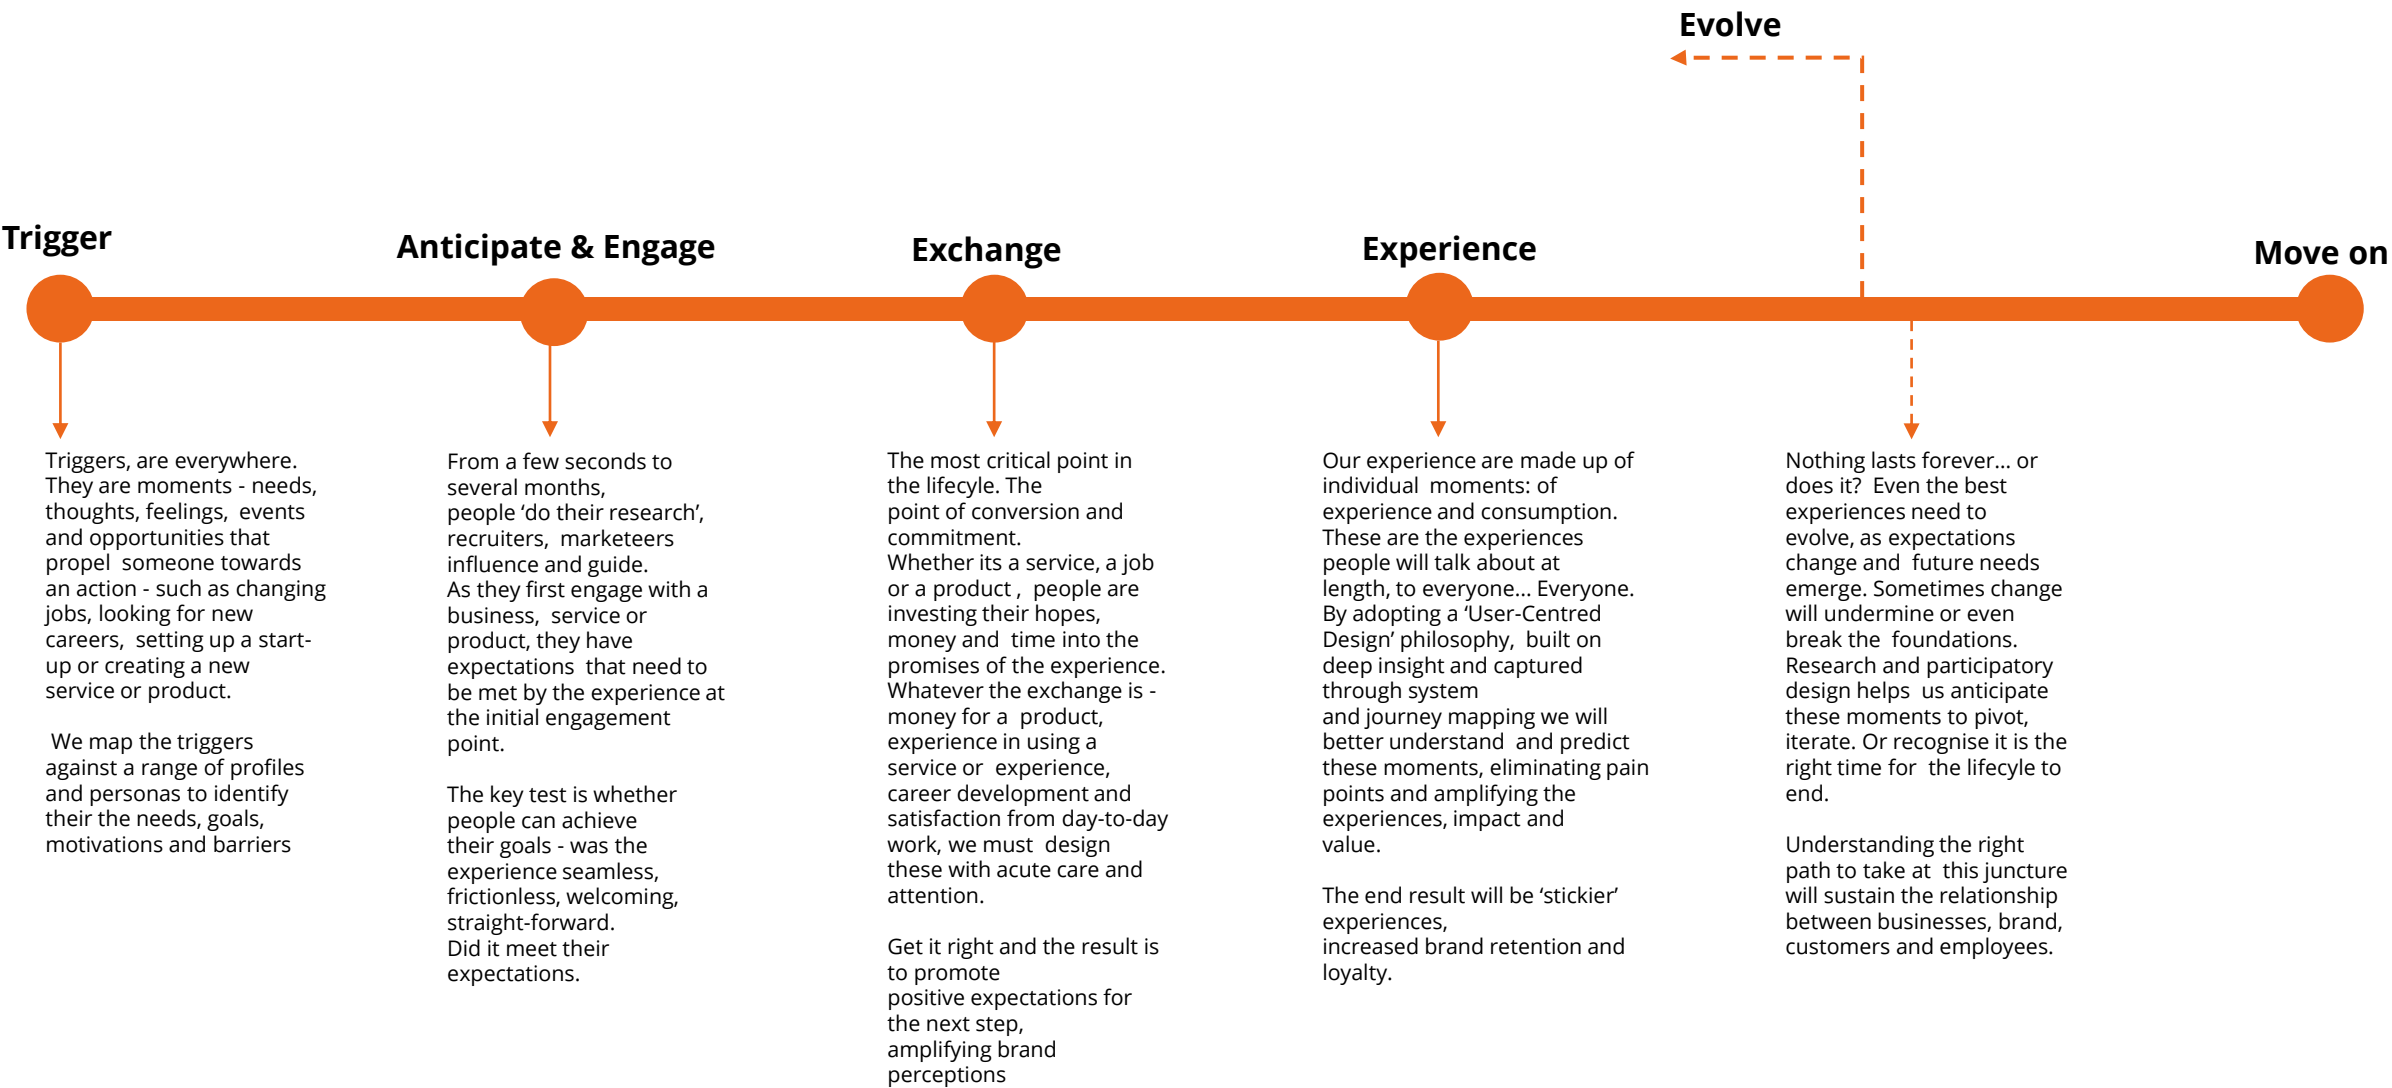 Evolve
Trigger
Anticipate & Engage
Exchange
Experience
Move on
Triggers, are everywhere.
They are moments - needs,
thoughts, feelings,  events
and opportunities that
propel  someone towards
an action - such as changing
jobs, looking for new
careers,  setting up a start-
up or creating a new
service or product.
We map the triggers
against a range of profiles
and personas to identify
their the needs, goals,
motivations and barriers
From a few seconds to
several months,
people ‘do their research’,
recruiters,  marketeers
influence and guide.
As they first engage with a
business,  service or
product, they have
expectations  that need to
be met by the experience at
the initial engagement
point.
The key test is whether
people can achieve
their goals - was the
experience seamless,
frictionless, welcoming,
straight-forward.
Did it meet their
expectations.
The most critical point in
the lifecyle. The
point of conversion and
commitment.
Whether its a service, a job
or a product ,  people are
investing their hopes,
money and  time into the
promises of the experience.
Whatever the exchange is -
money for a  product,
experience in using a
service or  experience,
career development and
satisfaction from day-to-day
work, we must  design
these with acute care and
attention.
Get it right and the result is
to promote
positive expectations for
the next step,
amplifying brand
perceptions
Our experience are made up of
individual  moments: of
experience and consumption.
These are the experiences
people will talk about at
length, to everyone… Everyone.
By adopting a ‘User-Centred
Design’ philosophy,  built on
deep insight and captured
through system
and journey mapping we will
better understand  and predict
these moments, eliminating pain
points and amplifying the
experiences, impact and
value.
The end result will be ‘stickier’
experiences,
increased brand retention and
loyalty.
Nothing lasts forever… or
does it?  Even the best
experiences need to
evolve, as expectations
change and  future needs
emerge. Sometimes change
will undermine or even
break the  foundations.
Research and participatory
design helps  us anticipate
these moments to pivot,
iterate. Or recognise it is the
right time for  the lifecyle to
end.
Understanding the right
path to take at  this juncture
will sustain the relationship
between businesses, brand,
customers and employees.